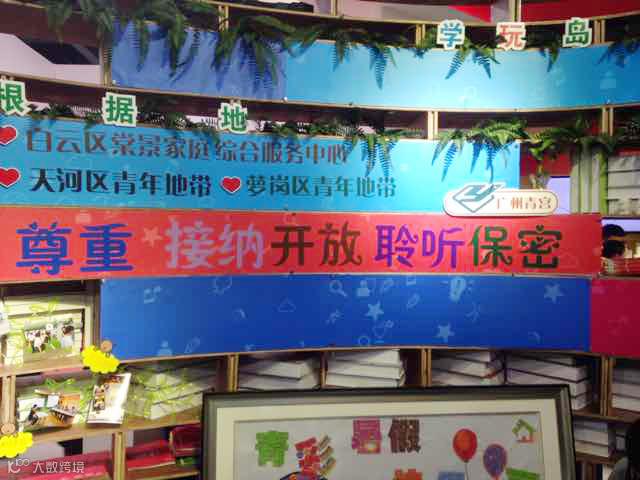 学玩岛
根据地
白云区棠景家庭综合服务中心
天河区青年地带 萝岗区青年地带
广州青宫
尊重 接纳 开放 聆听 保密
青彩暑假
大数跨境